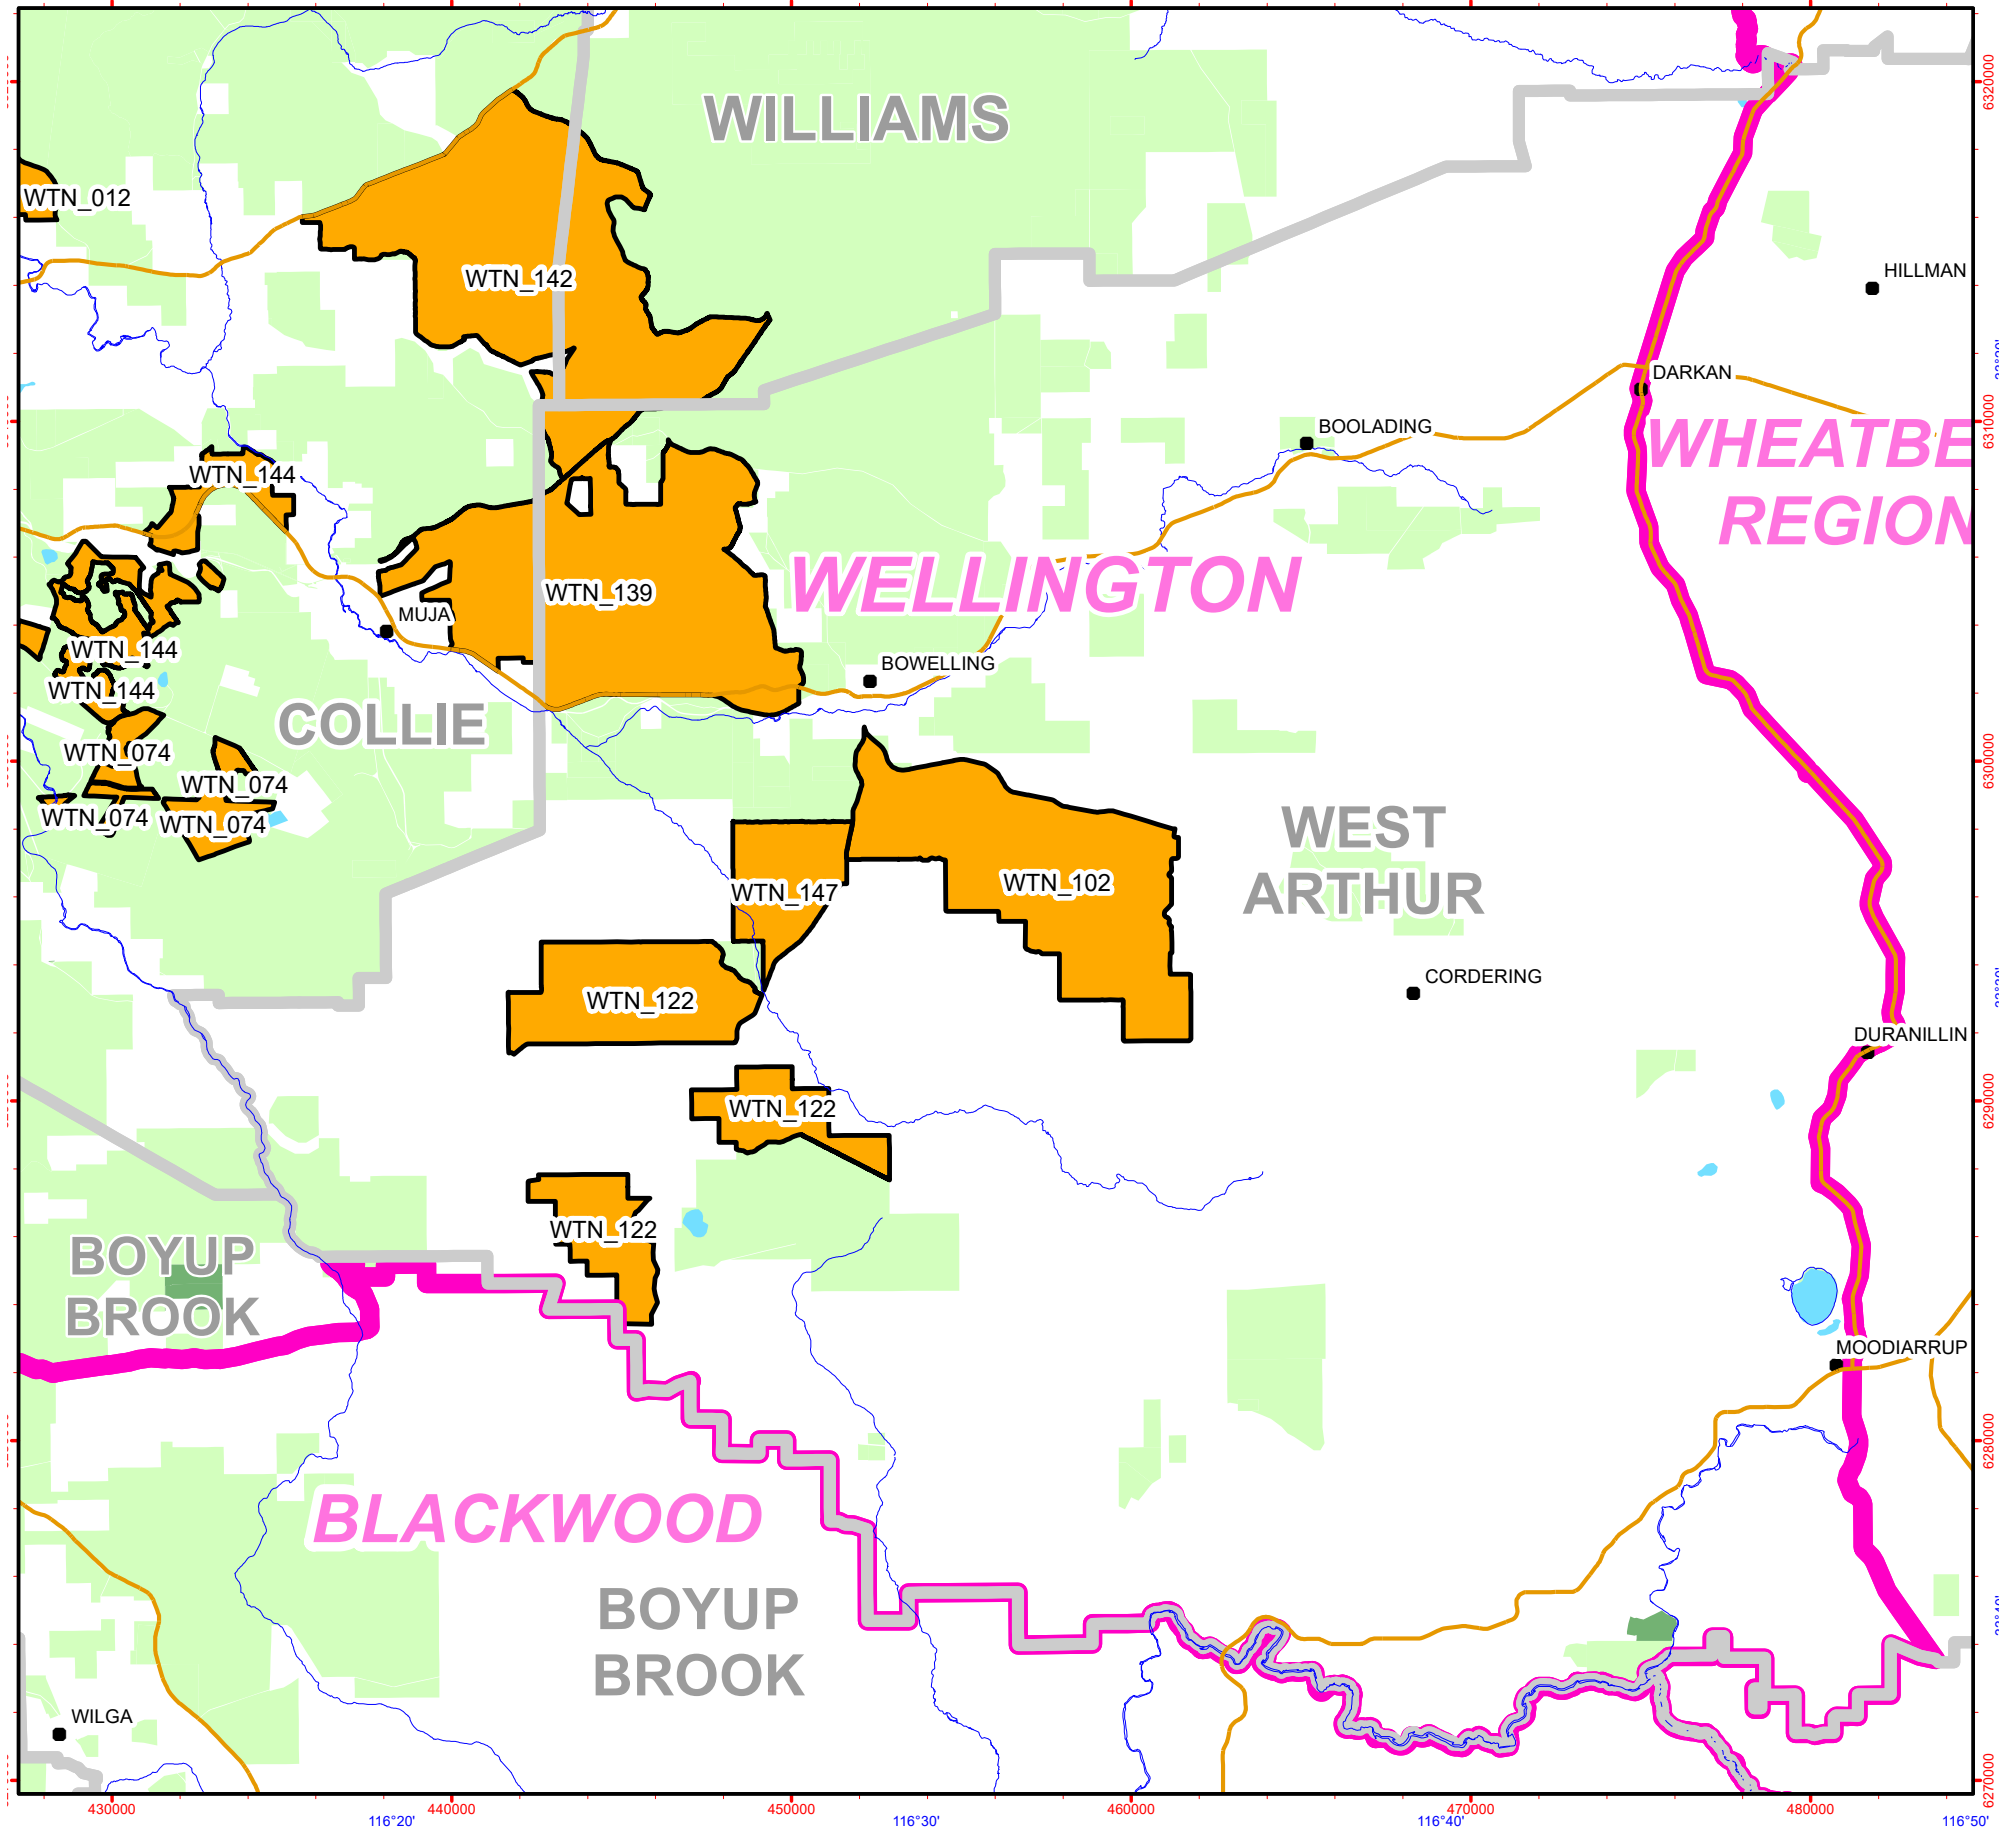 WILLIAMS
6320000
WTN_012
WTN_142
HILLMAN
DARKAN
BOOLADING
6310000
WHEATBE
REGION
WTN_144
WELLINGTON
WTN_139
MUJA
WTN_144
BOWELLING
WTN_144
COLLIE
WTN_074
6300000
WTN_074
WTN_074
WTN_074
WEST
ARTHUR
WTN_147
WTN_102
CORDERING
WTN_122
DURANILLIN
6290000
WTN_122
WTN_122
BOYUP
BROOK
MOODIARRUP
6280000
BLACKWOOD
BOYUP
BROOK
WILGA
6270000
430000
440000
450000
460000
470000
480000
116°20'
116°30'
116°40'
116°50'